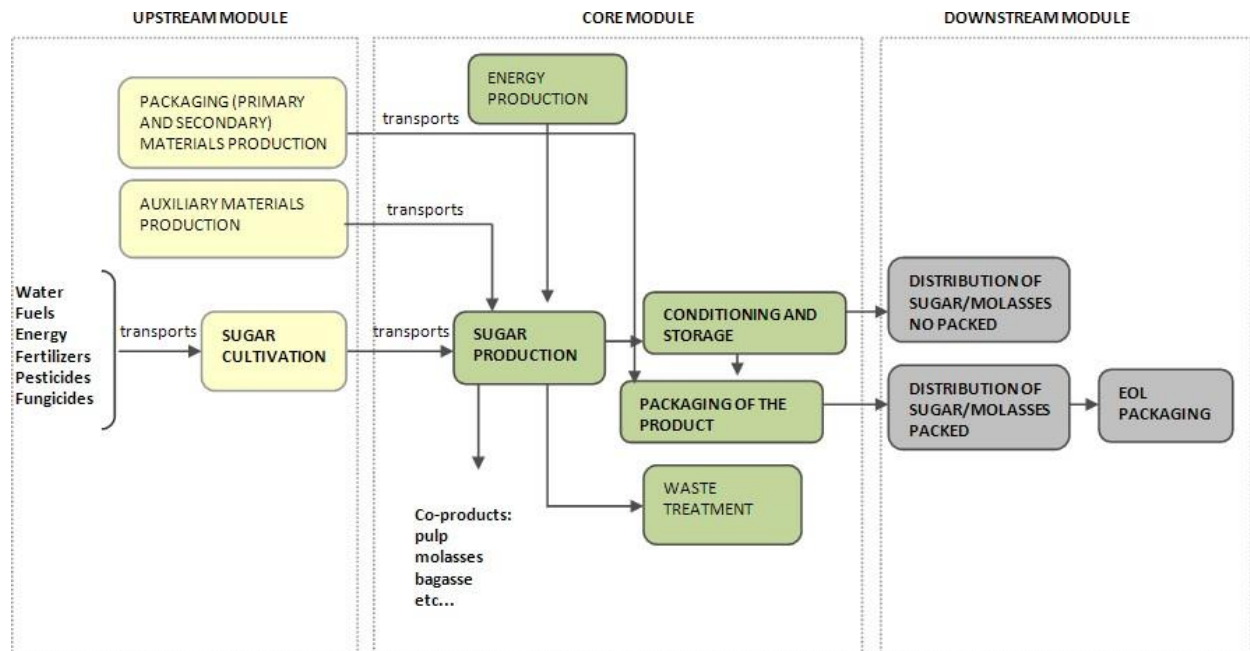 UPSTREAM MODULE
CORE MODULE
DOWNSTREAM MODULE
PACKAGING (PRIMARY
AND SECONDARY)
MATERIALS PRODUCTION
transports
ENERGY
PRODUCTION
AUXILIARY MATERIALS
PRODUCTION
transports
Water
Fuels
Energy
Fertilizers
Pesticides
Fungicides
transports
SUGAR
CULTIVATION
transports
SUGAR
PRODUCTION
CONDITIONING AND
STORAGE
DISTRIBUTION OF
SUGAR/MOLASSES
NO PACKED
PACKAGING OF THE
PRODUCT
DISTRIBUTION OF
SUGAR/MOLASSES
PACKED
EOL
PACKAGING
WASTE
TREATMENT
Co-products:
pulp
molasses
bagasse
etc...